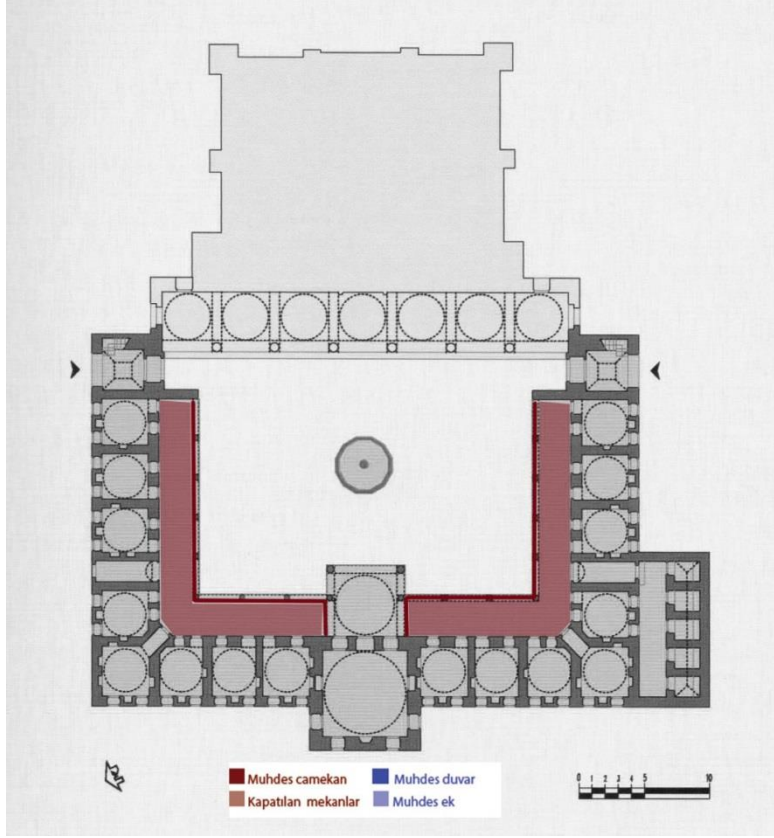 Muhdes camekan
Muhdes duvar
Kapatılan mekanlar
Muhdes ek
0 1 2 3 4 5 10